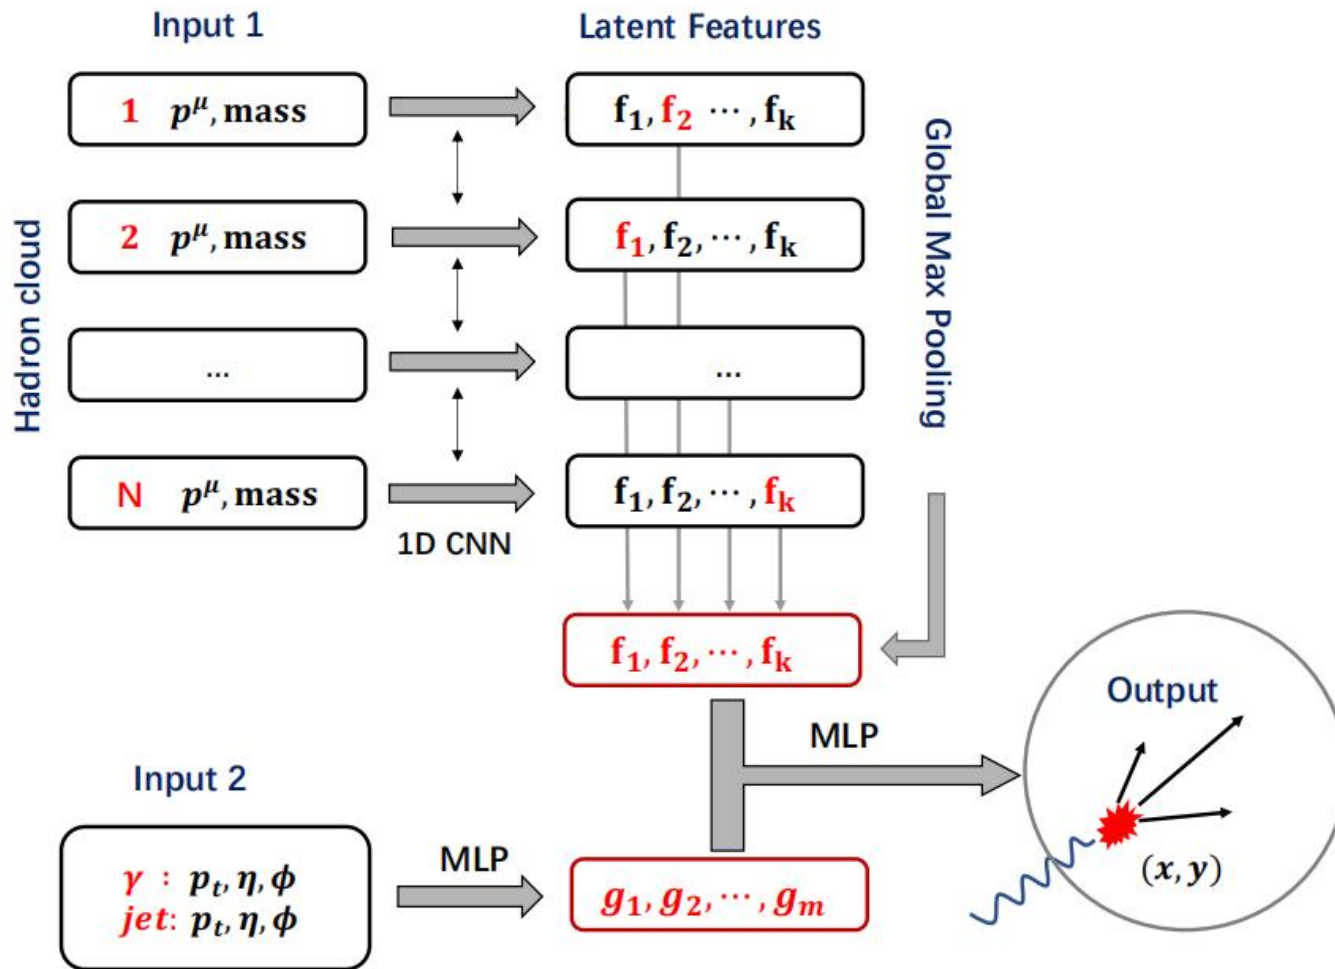 Input 1
Latent Features
Hadron cloud
1 p^μ, mass
f₁, f₂ ⋯, fₖ
2 p^μ, mass
f₁, f₂, ⋯, fₖ
...
...
N p^μ, mass
f₁, f₂, ⋯, fₖ
1D CNN
Global Max Pooling
f₁, f₂, ⋯, fₖ
MLP
Output
(x, y)
Input 2
γ : pₜ, η, ϕ
jet: pₜ, η, ϕ
MLP
g₁, g₂, ⋯, gₘ